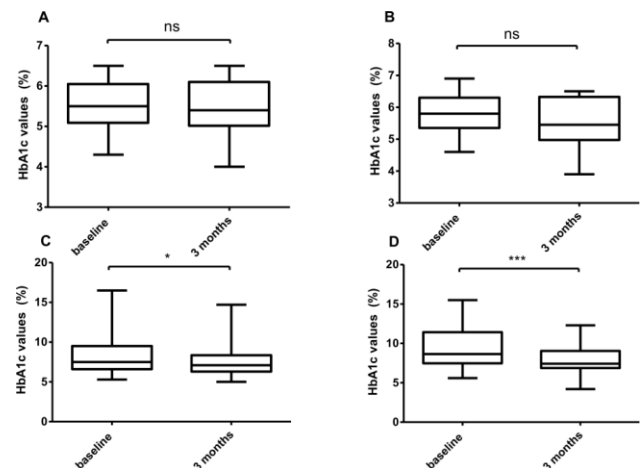 A
ns
HbA1c values (%)
7
6
5
4
3
baseline
3 months
B
ns
HbA1c values (%)
8
7
6
5
4
3
baseline
3 months
C
*
HbA1c values (%)
20
15
10
5
0
baseline
3 months
D
***
HbA1c values (%)
20
15
10
5
0
baseline
3 months